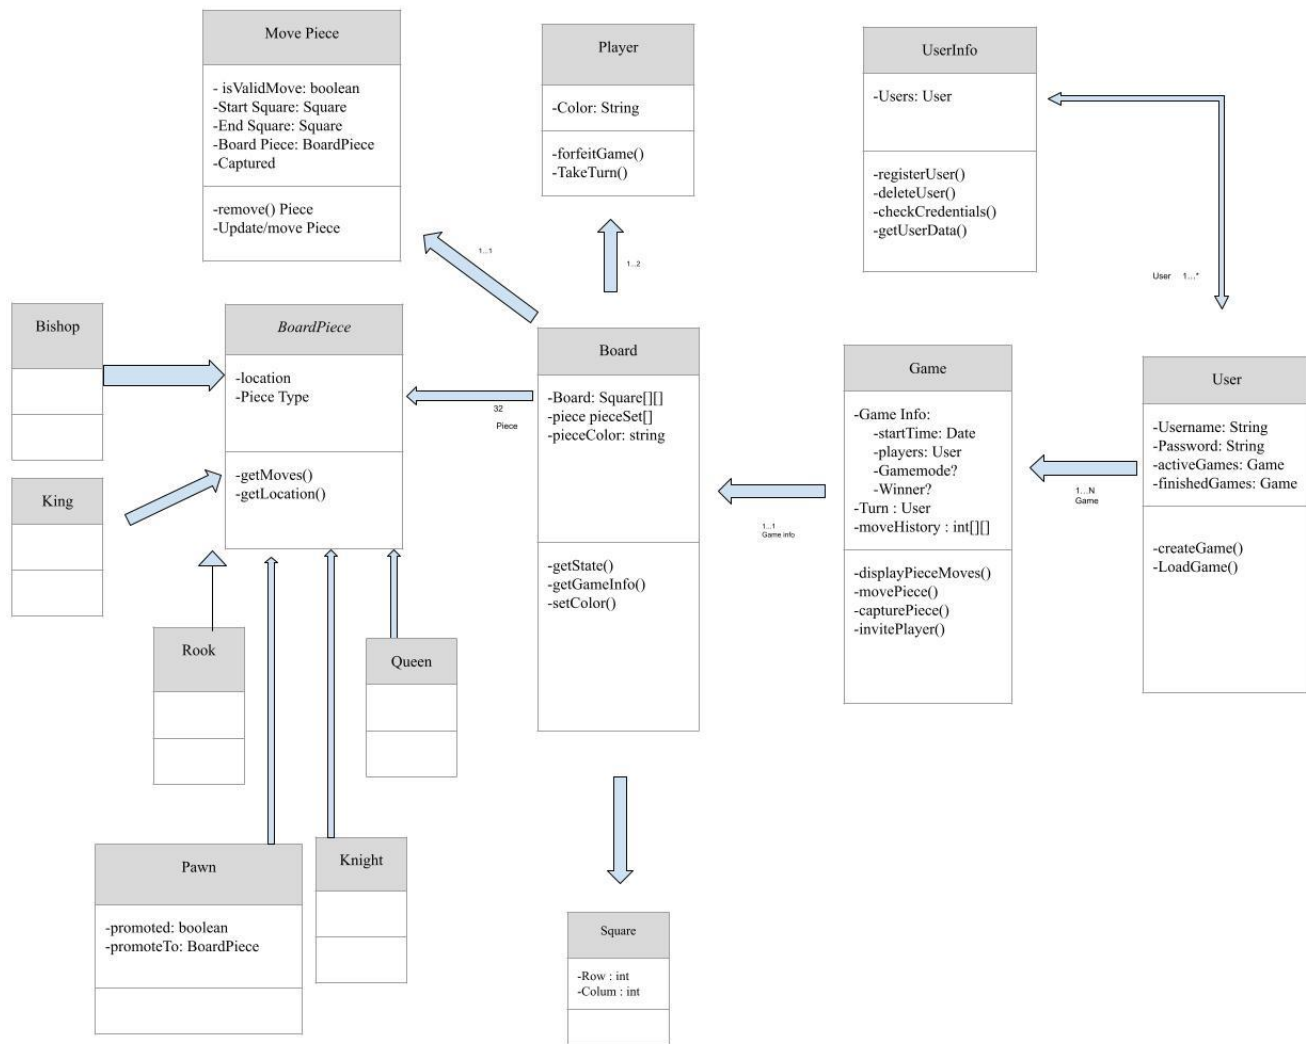 Move Piece
- isValidMove: boolean
-Start Square: Square
-End Square: Square
-Board Piece: BoardPiece
-Captured
-remove() Piece
-Update/move Piece
Player
-Color: String
-forfeitGame()
-TakeTurn()
UserInfo
-Users: User
-registerUser()
-deleteUser()
-checkCredentials()
-getUserData()
1...1
1...2
User 1...*
Bishop
King
BoardPiece
-location
-Piece Type
-getMoves()
-getLocation()
32
Piece
Board
-Board: Square[][]
-piece pieceSet[]
-pieceColor: string
-getState()
-getGameInfo()
-setColor()
1...1
Game info
Game
-Game Info:
-startTime: Date
-players: User
-Gamemode?
-Winner?
-Turn : User
-moveHistory : int[][]
-displayPieceMoves()
-movePiece()
-capturePiece()
-invitePlayer()
1....N
Game
User
-Username: String
-Password: String
-activeGames: Game
-finishedGames: Game
-createGame()
-LoadGame()
Rook
Queen
Pawn
-promoted: boolean
-promoteTo: BoardPiece
Knight
Square
-Row : int
-Colum : int